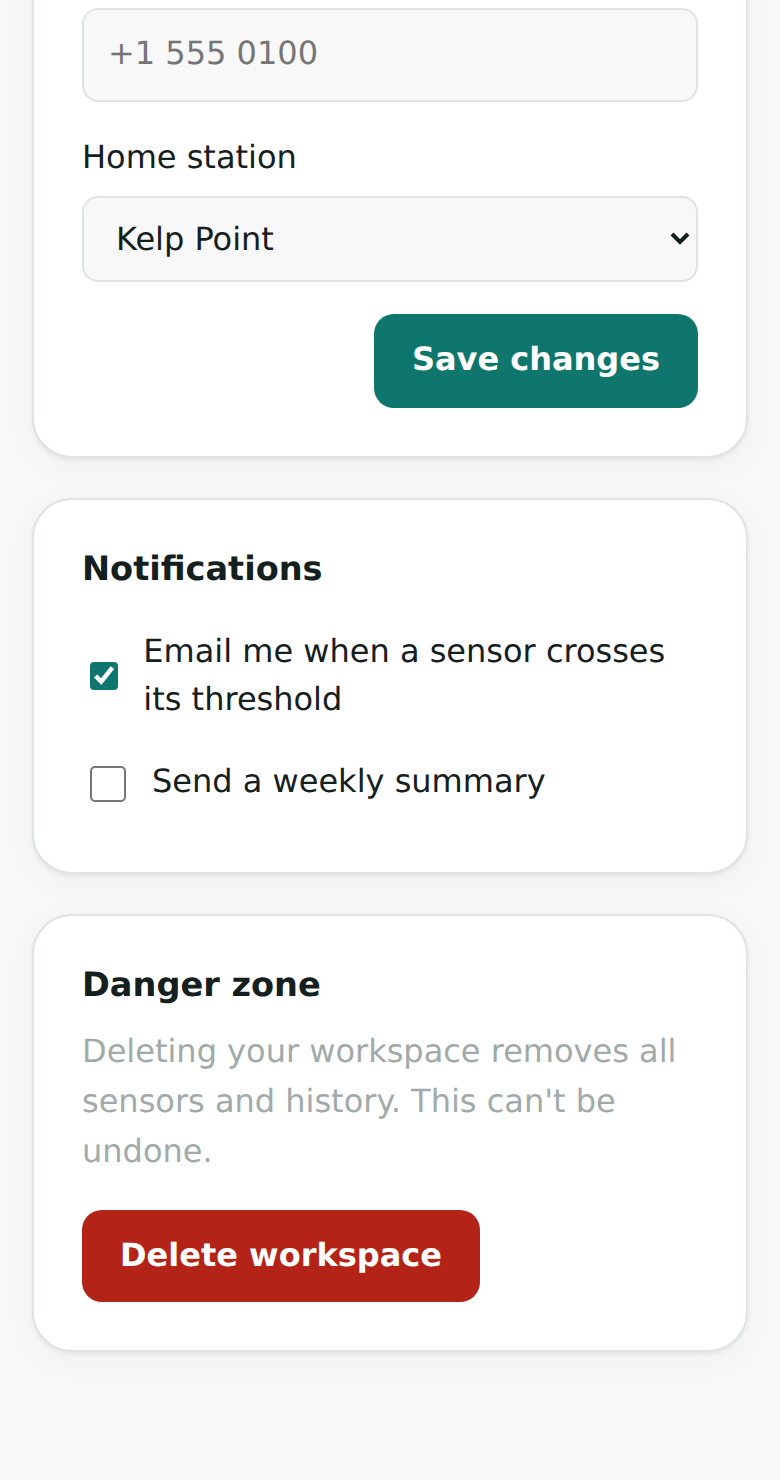 +1 555 0100
Home station
Kelp Point
Save changes
Notifications
Email me when a sensor crosses
its threshold
Send a weekly summary
Danger zone
Deleting your workspace removes all
sensors and history. This can't be
undone.
Delete workspace